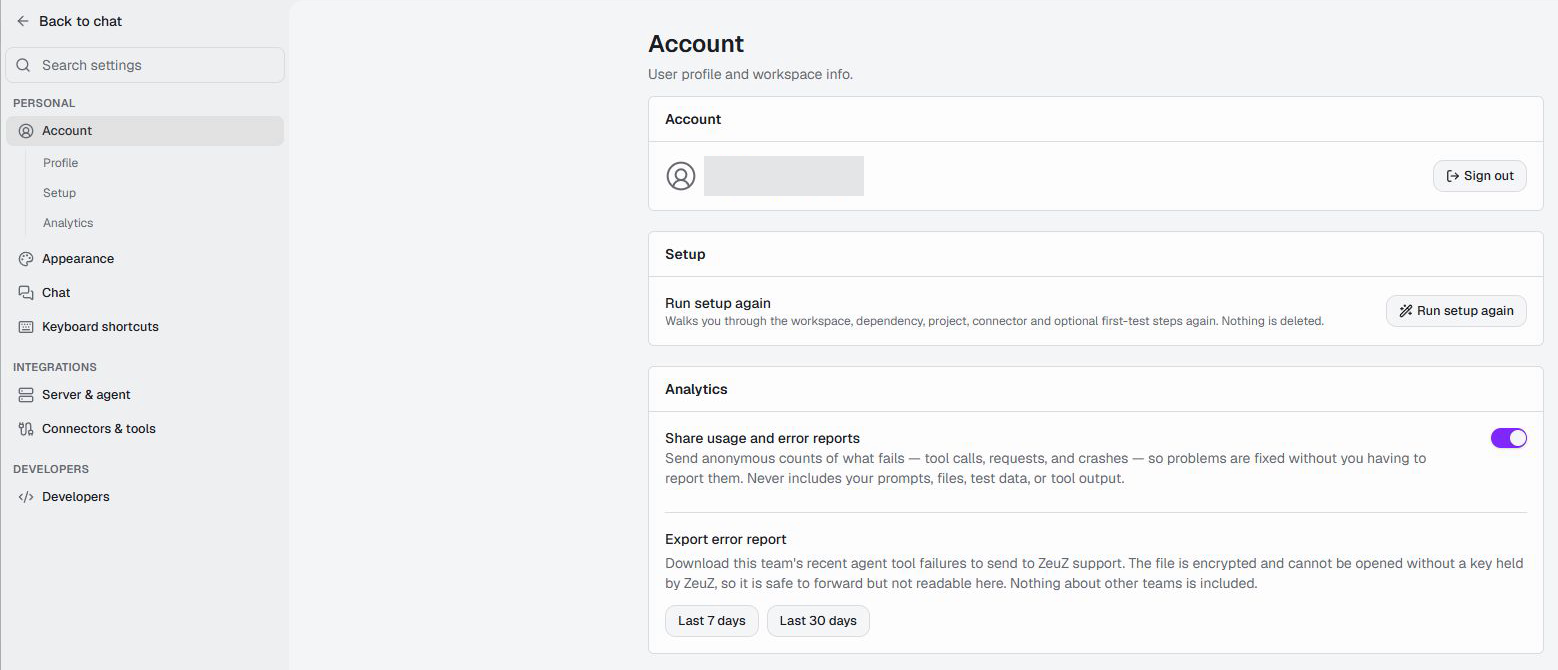 Back to chat
Search settings
PERSONAL
Account
Profile
Setup
Analytics
Appearance
Chat
Keyboard shortcuts
INTEGRATIONS
Server & agent
Connectors & tools
DEVELOPERS
Developers
Account
User profile and workspace info.
Account
Sign out
Setup
Run setup again
Walks you through the workspace, dependency, project, connector and optional first-test steps again. Nothing is deleted.
Run setup again
Analytics
Share usage and error reports
Send anonymous counts of what fails — tool calls, requests, and crashes — so problems are fixed without you having to
report them. Never includes your prompts, files, test data, or tool output.
Export error report
Download this team's recent agent tool failures to send to ZeuZ support. The file is encrypted and cannot be opened without a key held
by ZeuZ, so it is safe to forward but not readable here. Nothing about other teams is included.
Last 7 days
Last 30 days